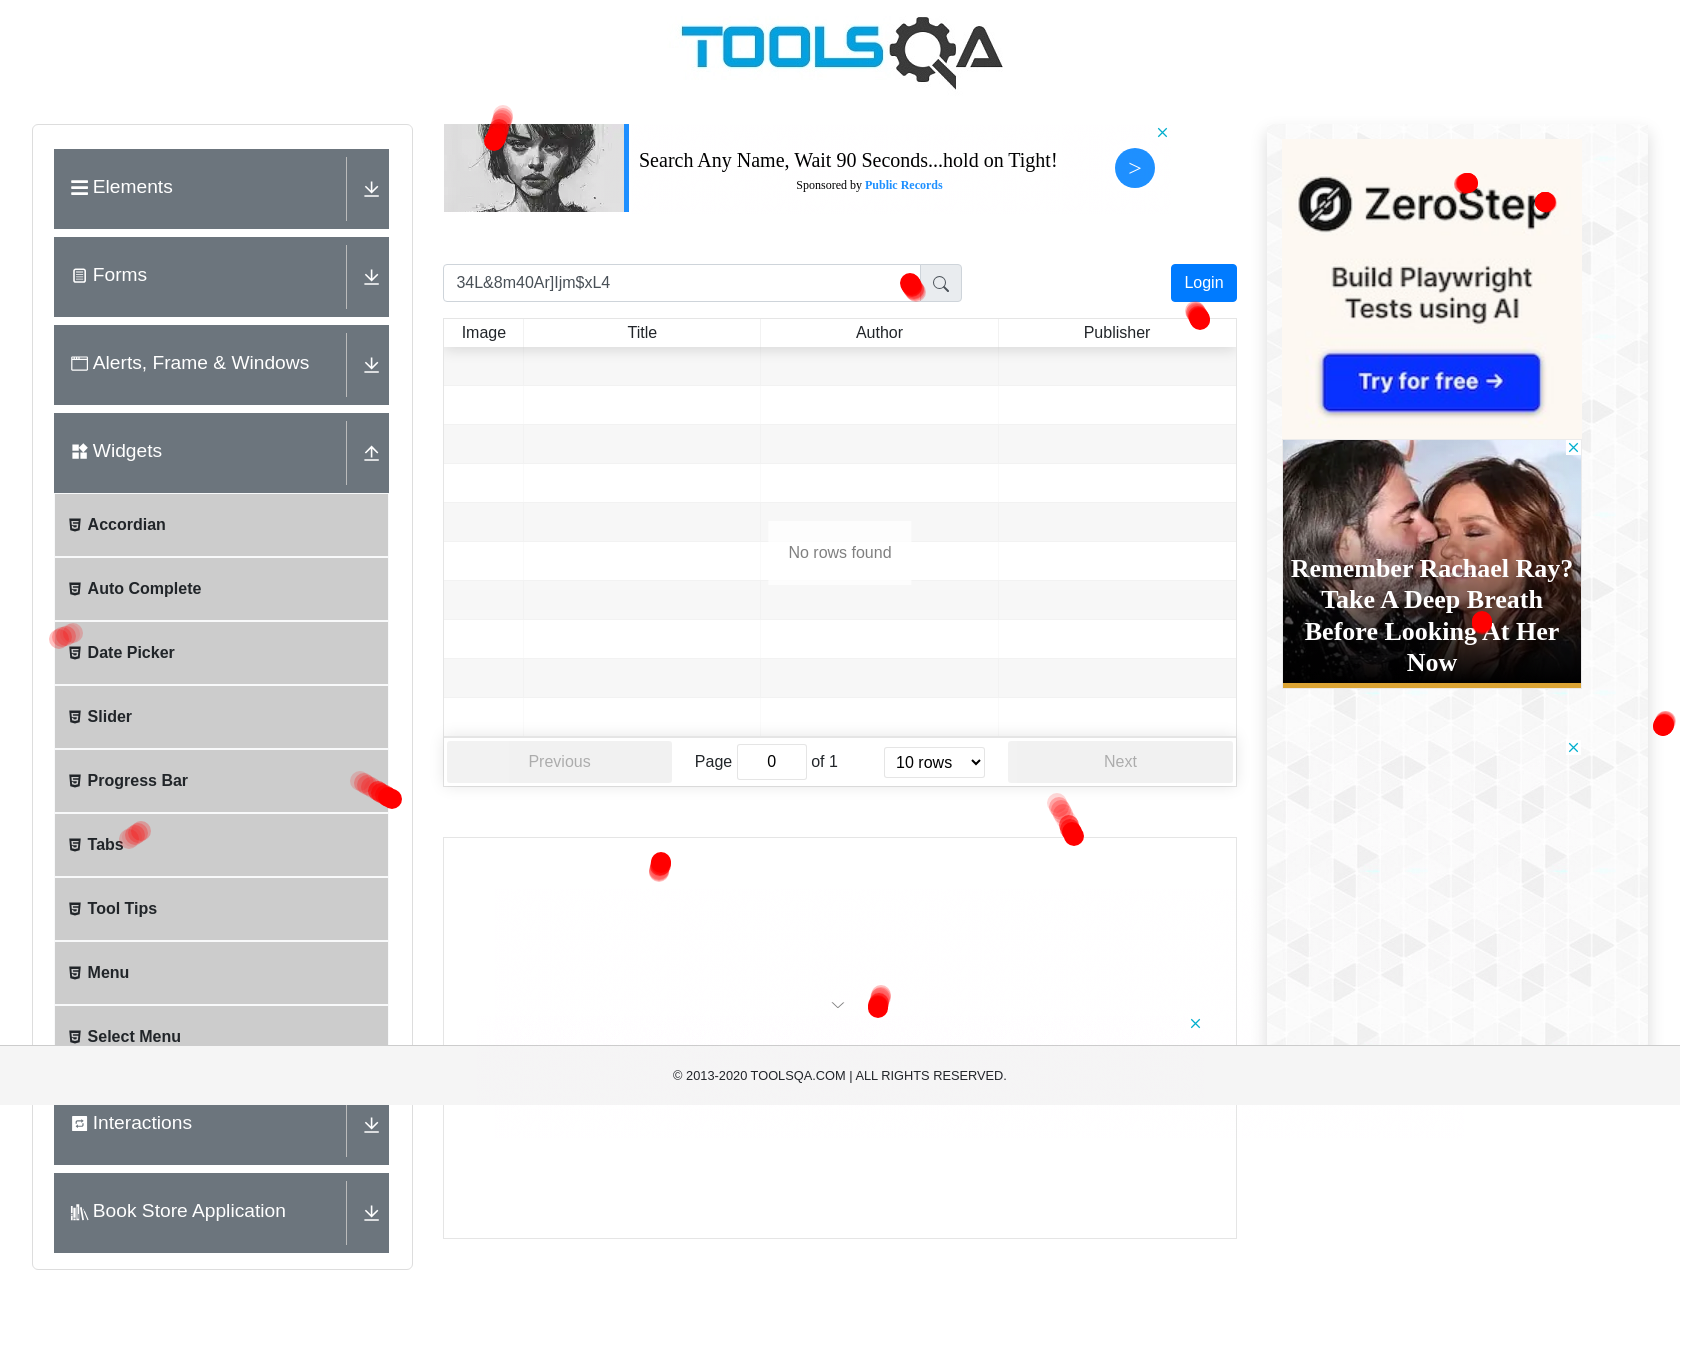 TOOLSQA
Elements
Forms
Alerts, Frame & Windows
Widgets
Accordian
Auto Complete
Date Picker
Slider
Progress Bar
Tabs
Tool Tips
Menu
Select Menu
Interactions
Book Store Application
Search Any Name, Wait 90 Seconds...hold on Tight!
Sponsored by Public Records
>
34L&8m40Ar]Ijm$xL4
Login
Image Title Author Publisher
No rows found
Previous Page 0 of 1 10 rows Next
ZeroStep
Build Playwright
Tests using AI
Try for free →
Remember Rachael Ray?
Take A Deep Breath
Before Looking At Her
Now
© 2013-2020 TOOLSQA.COM | ALL RIGHTS RESERVED.